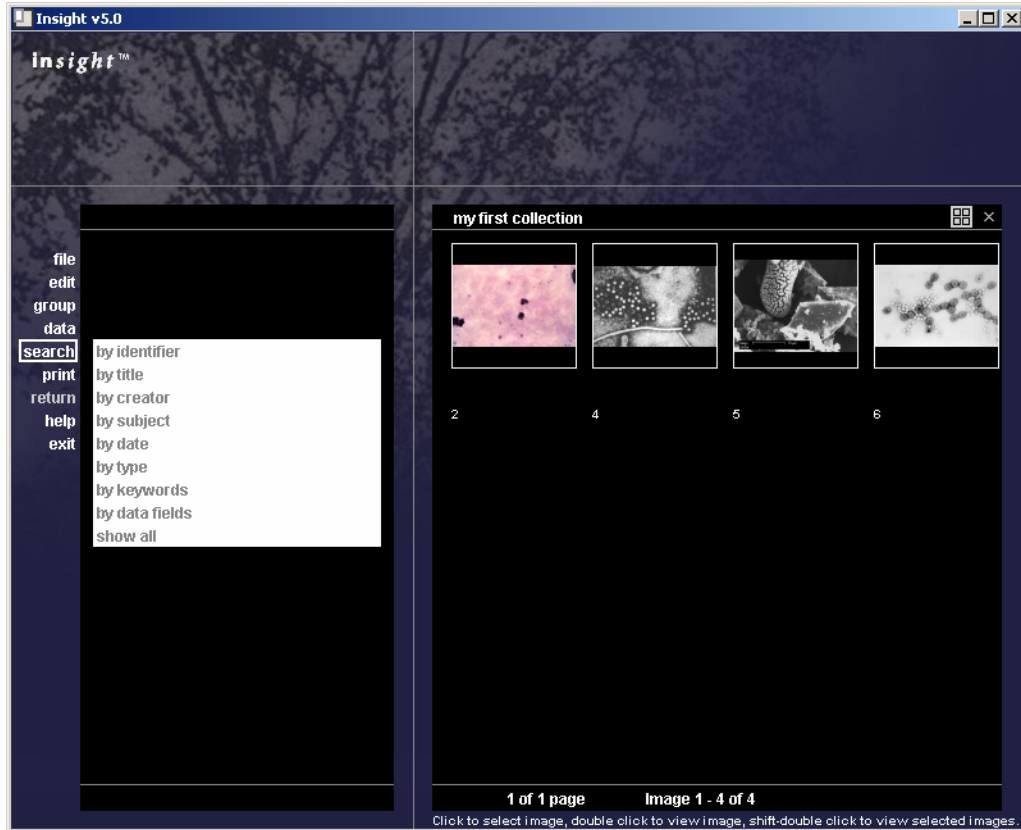 Insight v5.0
insight™
file
edit
group
data
search
print
return
help
exit
by identifier
by title
by creator
by subject
by date
by type
by keywords
by data fields
show all
my first collection
2 4 5 6
1 of 1 page Image 1 - 4 of 4
Click to select image, double click to view image, shift-double click to view selected images.